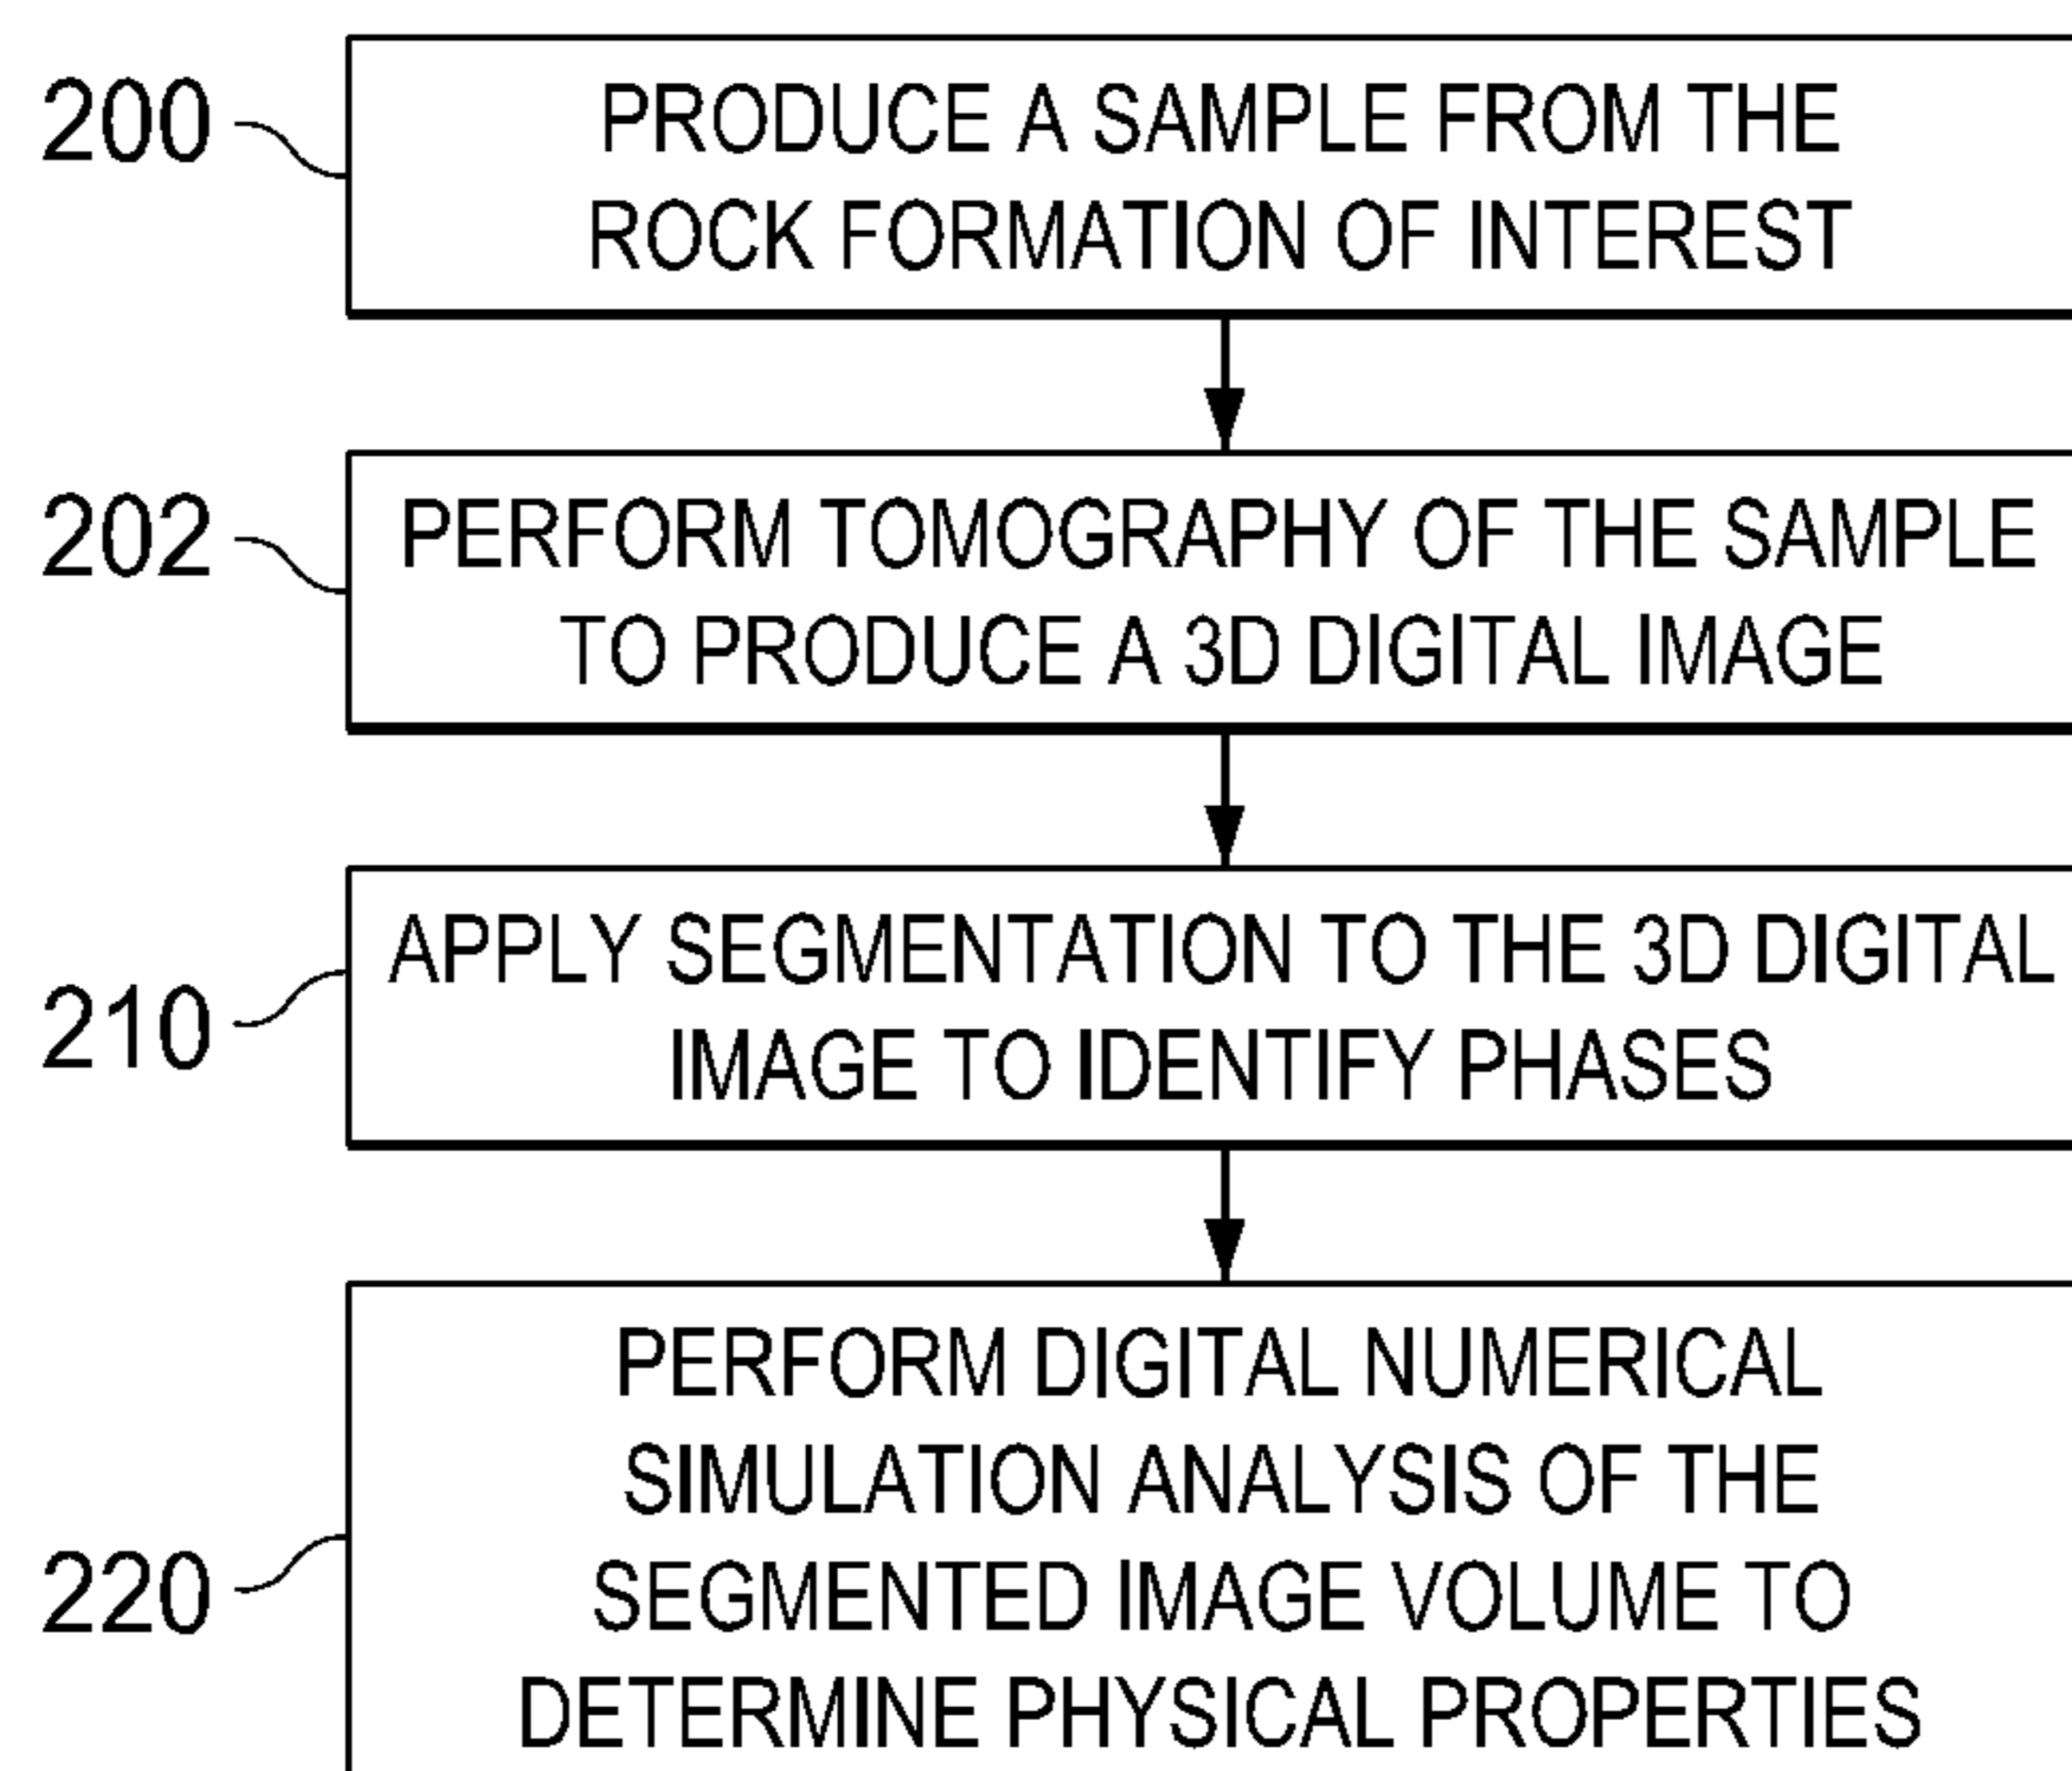 200
PRODUCE A SAMPLE FROM THE
ROCK FORMATION OF INTEREST
202
PERFORM TOMOGRAPHY OF THE SAMPLE
TO PRODUCE A 3D DIGITAL IMAGE
210
APPLY SEGMENTATION TO THE 3D DIGITAL
IMAGE TO IDENTIFY PHASES
220
PERFORM DIGITAL NUMERICAL
SIMULATION ANALYSIS OF THE
SEGMENTED IMAGE VOLUME TO
DETERMINE PHYSICAL PROPERTIES